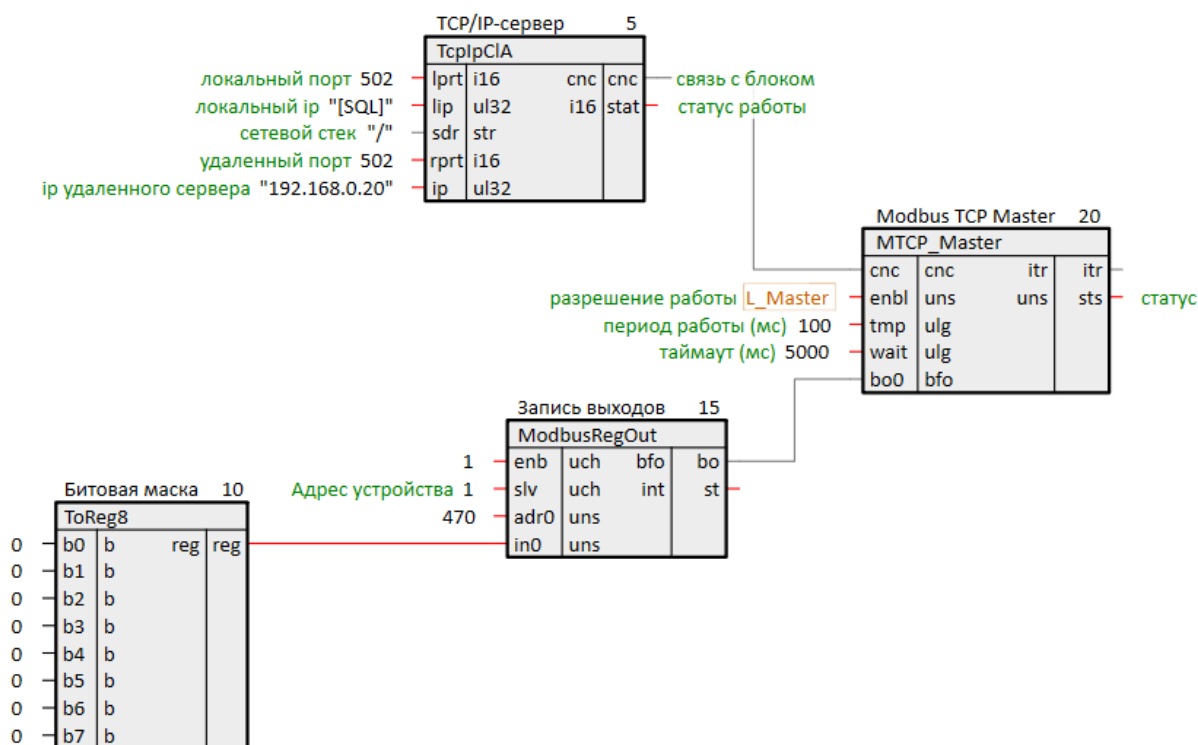 TCP/IP-сервер 5
TcpIpClA
локальный порт 502 lprt i16 cnc cnc связь с блоком
локальный ip "[SQL]" lip ul32 i16 stat статус работы
сетевой стек "/" sdr str
удаленный порт 502 rprt i16
ip удаленного сервера "192.168.0.20" ip ul32
Modbus TCP Master 20
MTCP_Master
cnc cnc itr itr
разрешение работы L_Master enbl uns uns sts статус
период работы (мс) 100 tmp ulg
таймаут (мс) 5000 wait ulg
bo0 bfo
Запись выходов 15
ModbusRegOut
1 enb uch bfo bo
Адрес устройства 1 slv uch int st
470 adr0 uns
in0 uns
Битовая маска 10
ToReg8
0 b0 b reg reg
0 b1 b
0 b2 b
0 b3 b
0 b4 b
0 b5 b
0 b6 b
0 b7 b